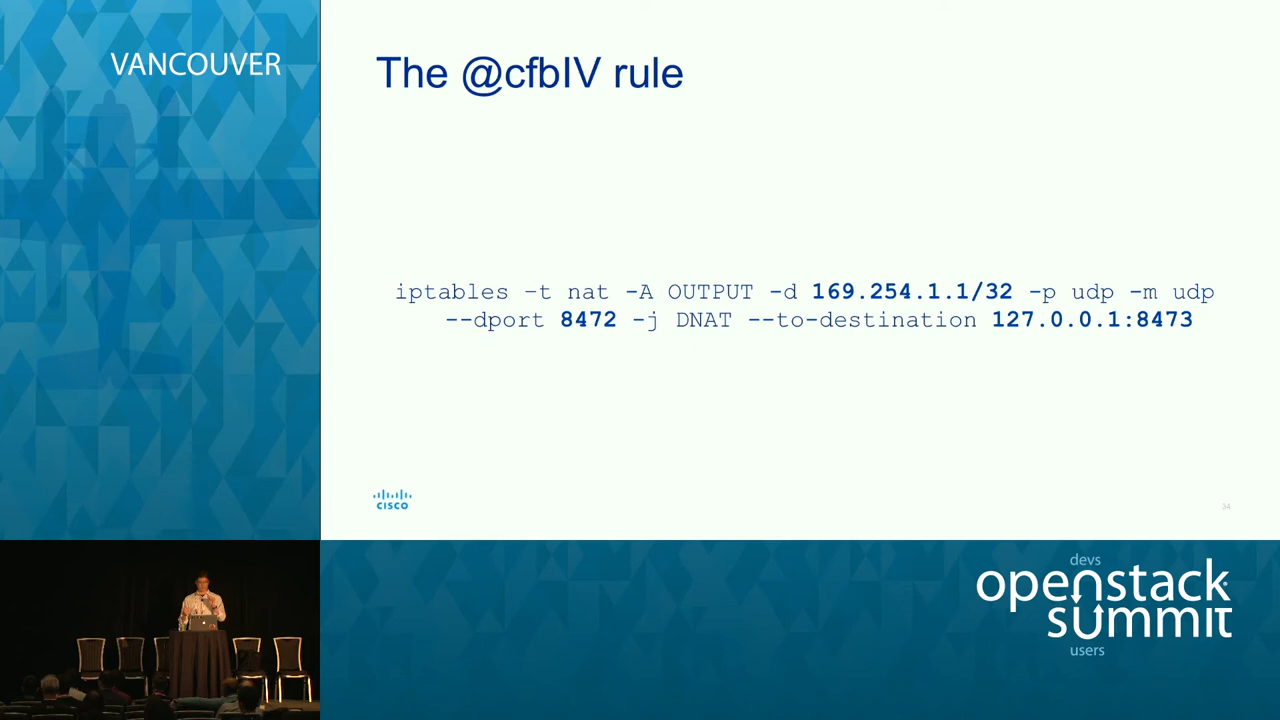 VANCOUVER
The @cfbIV rule
iptables –t nat -A OUTPUT -d 169.254.1.1/32 -p udp -m udp
--dport 8472 -j DNAT --to-destination 127.0.0.1:8473
CISCO
34
devs
openstack
summit
users